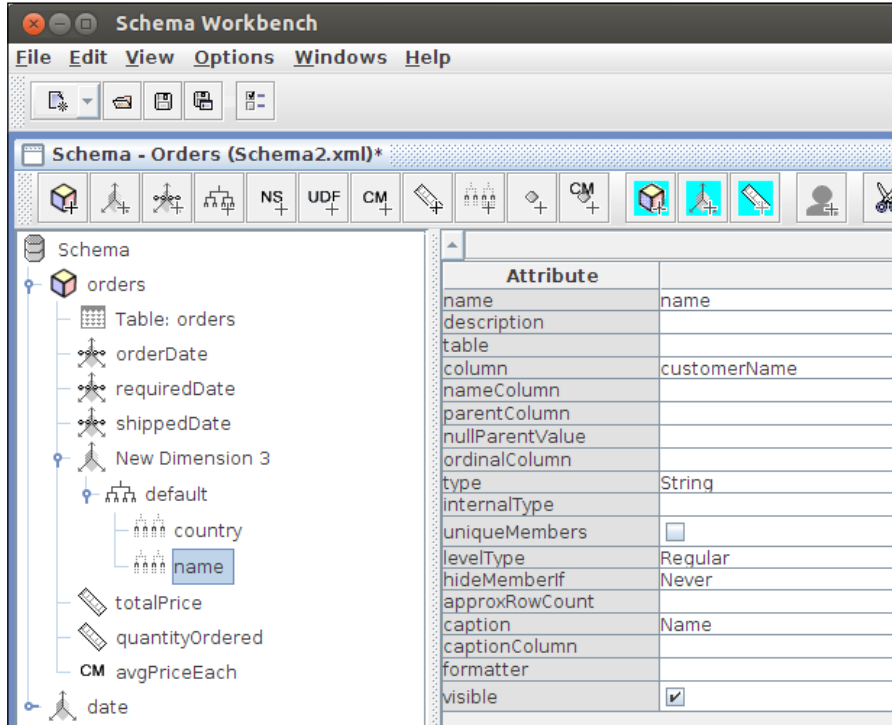 Schema Workbench
File Edit View Options Windows Help
Schema - Orders (Schema2.xml)*
NS UDF CM CM
Schema
orders
Table: orders
orderDate
requiredDate
shippedDate
New Dimension 3
default
country
name
totalPrice
quantityOrdered
CM avgPriceEach
date
Attribute
name name
description
table
column customerName
nameColumn
parentColumn
nullParentValue
ordinalColumn
type String
internalType
uniqueMembers
levelType Regular
hideMemberIf Never
approxRowCount
caption Name
captionColumn
formatter
visible